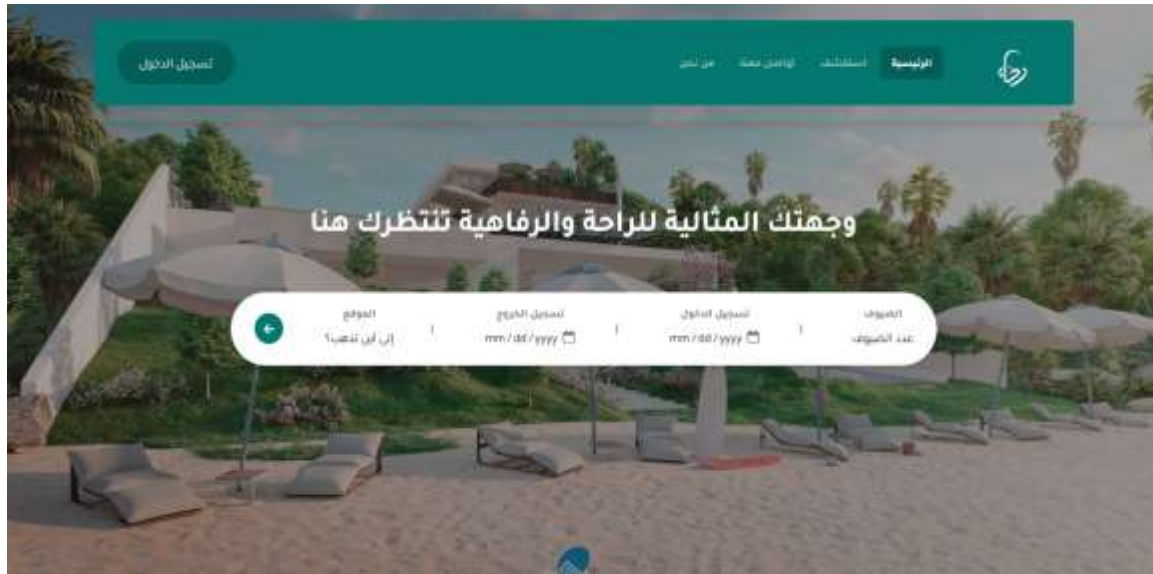 الرئيسية استكشف تواصل معنا من نحن تسجيل الدخول
وجهتك المثالية للراحة والرفاهية تنتظرك هنا
الضيوف تسجيل الدخول تسجيل الخروج الموقع
عدد الضيوف mm/dd/yyyy mm/dd/yyyy إلى أين تذهب؟